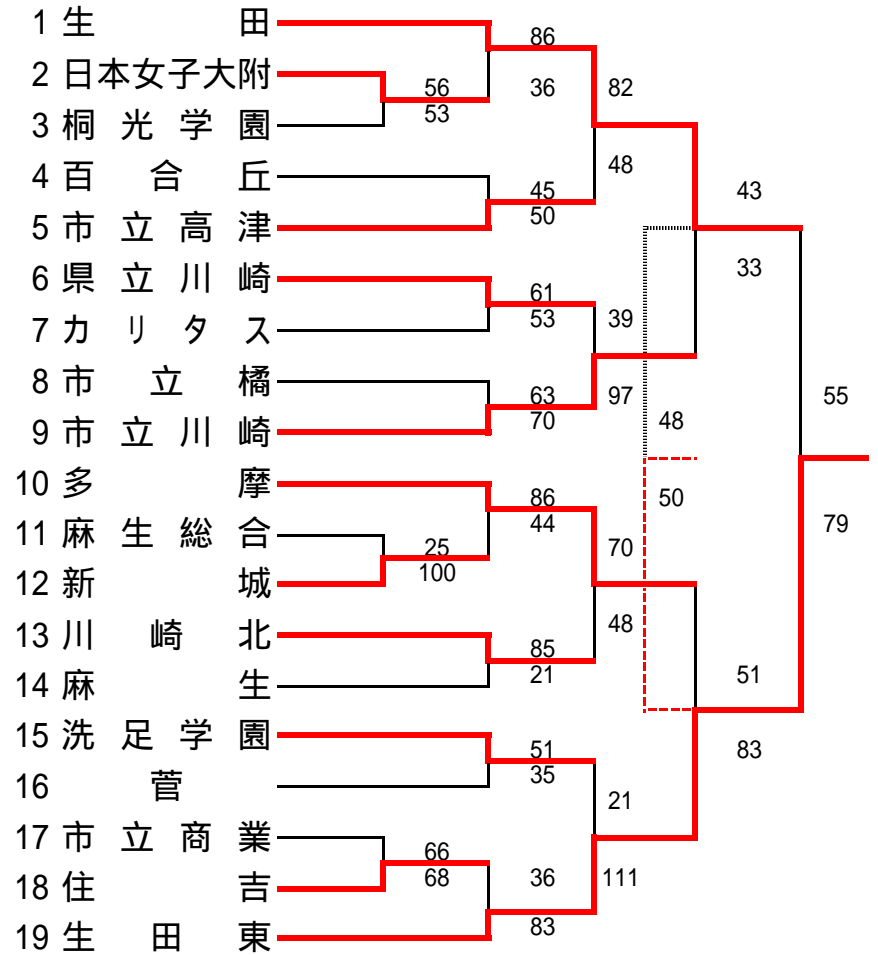 1 生田
86
2 日本女子大附
56
36
82
53
3 桐光学園
48
4 百合丘
45
43
50
5 市立高津
33
6 県立川崎
61
53
39
7 カリタス
8 市立橘
63
97
55
70
48
9 市立川崎
10 多摩
86
50
44
79
11 麻生総合
25
70
100
12 新城
48
13 川崎北
85
21
51
14 麻生
15 洗足学園
51
83
35
16 菅
21
17 市立商業
66
68
36
111
18 住吉
83
19 生田東